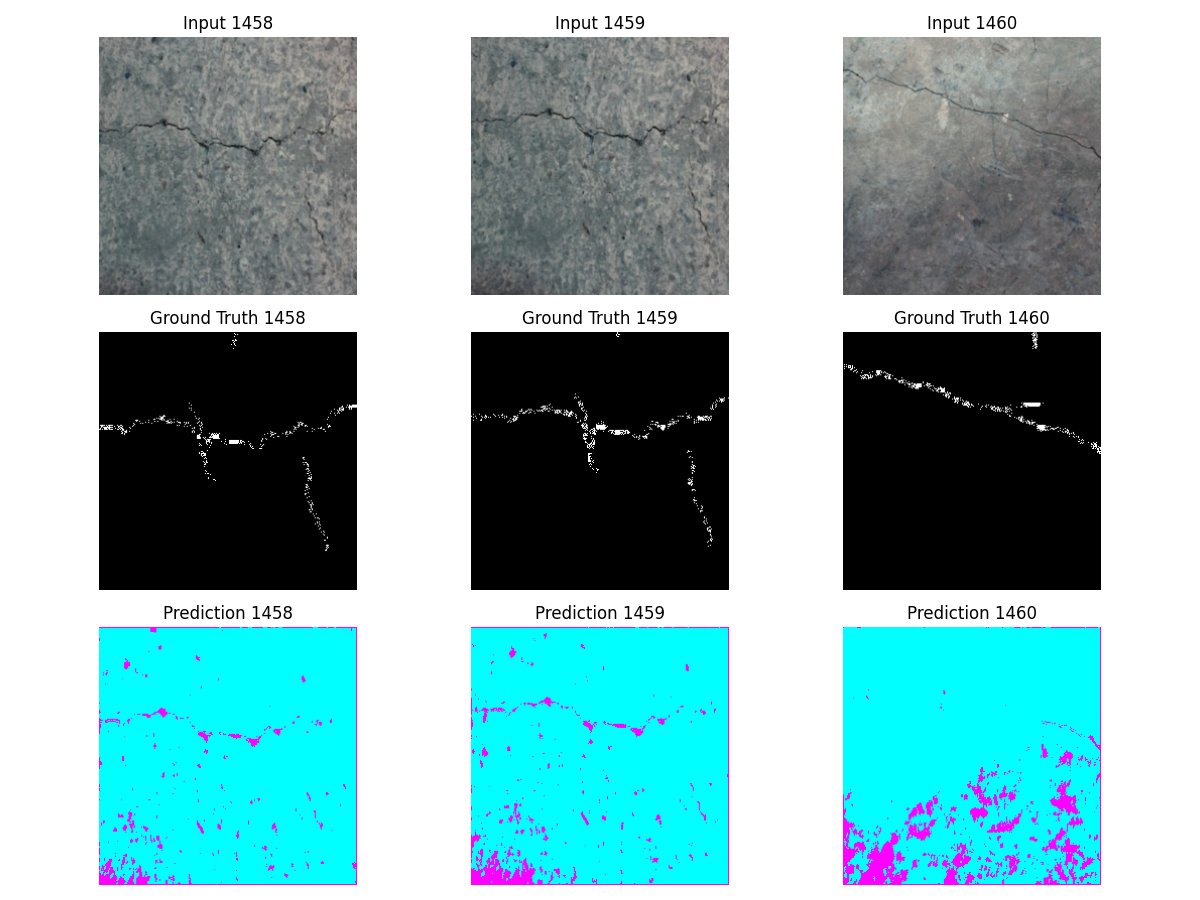 Input 1458
Input 1459
Input 1460
Ground Truth 1458
Ground Truth 1459
Ground Truth 1460
Prediction 1458
Prediction 1459
Prediction 1460